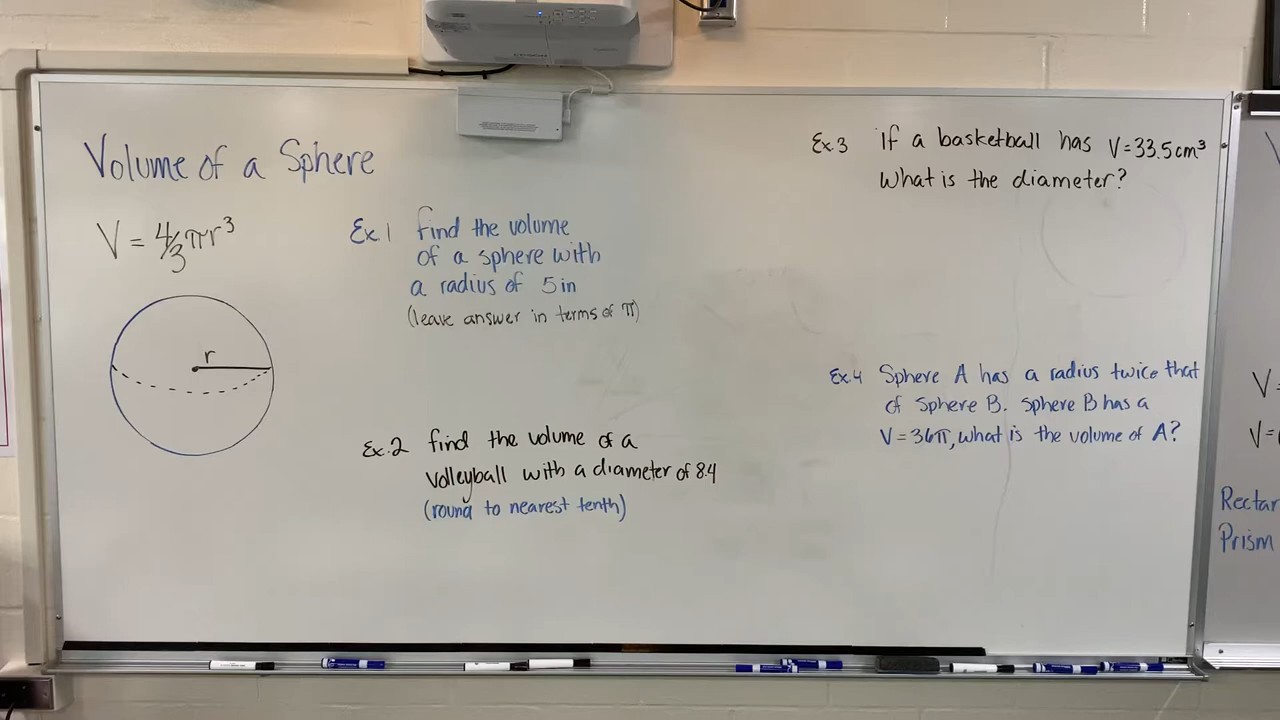 Volume of a Sphere
V = 4/3 πr³
r
Ex. 1 find the volume
of a sphere with
a radius of 5 in
(leave answer in terms of π)
Ex. 2 find the volume of a
volleyball with a diameter of 8.4
(round to nearest tenth)
Ex. 3 if a basketball has V = 33.5 cm³
What is the diameter?
Ex. 4 Sphere A has a radius twice that
of Sphere B. Sphere B has a
V = 36π, what is the volume of A?
V =
V =
Rectan
Prism